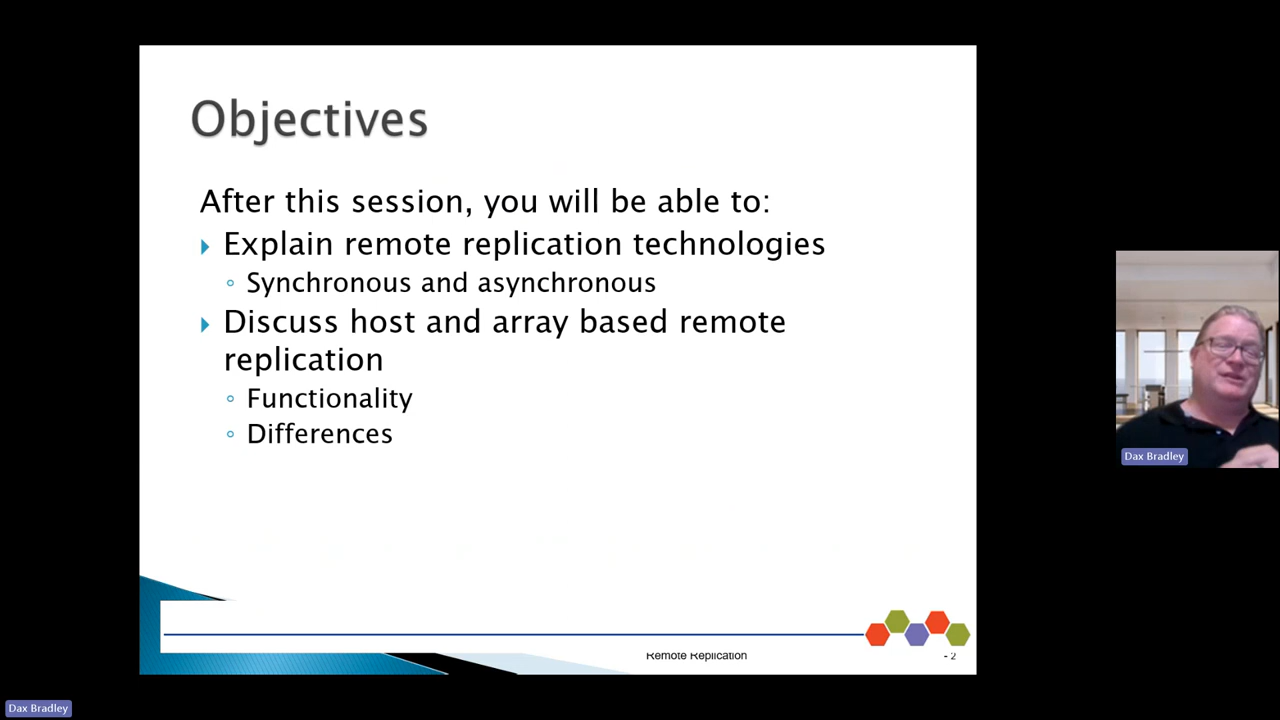 Objectives
After this session, you will be able to:
Explain remote replication technologies
Synchronous and asynchronous
Discuss host and array based remote
replication
Functionality
Differences
Remote Replication
- 2
Dax Bradley
Dax Bradley